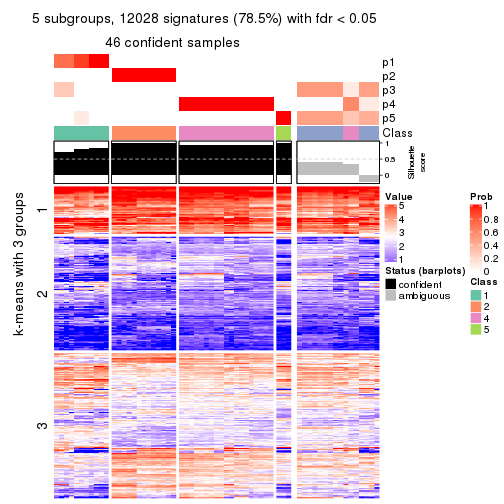 5 subgroups, 12028 signatures (78.5%) with fdr < 0.05
46 confident samples
p1
p2
p3
p4
p5
Class
1
0.5
0
Silhouette
score
k-means with 3 groups
1
2
3
Value
5
4
3
2
1
Status (barplots)
confident
ambiguous
Prob
1
0.8
0.6
0.4
0.2
0
Class
1
2
4
5